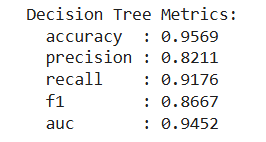 Decision Tree Metrics:
accuracy : 0.9569
precision : 0.8211
recall : 0.9176
f1 : 0.8667
auc : 0.9452